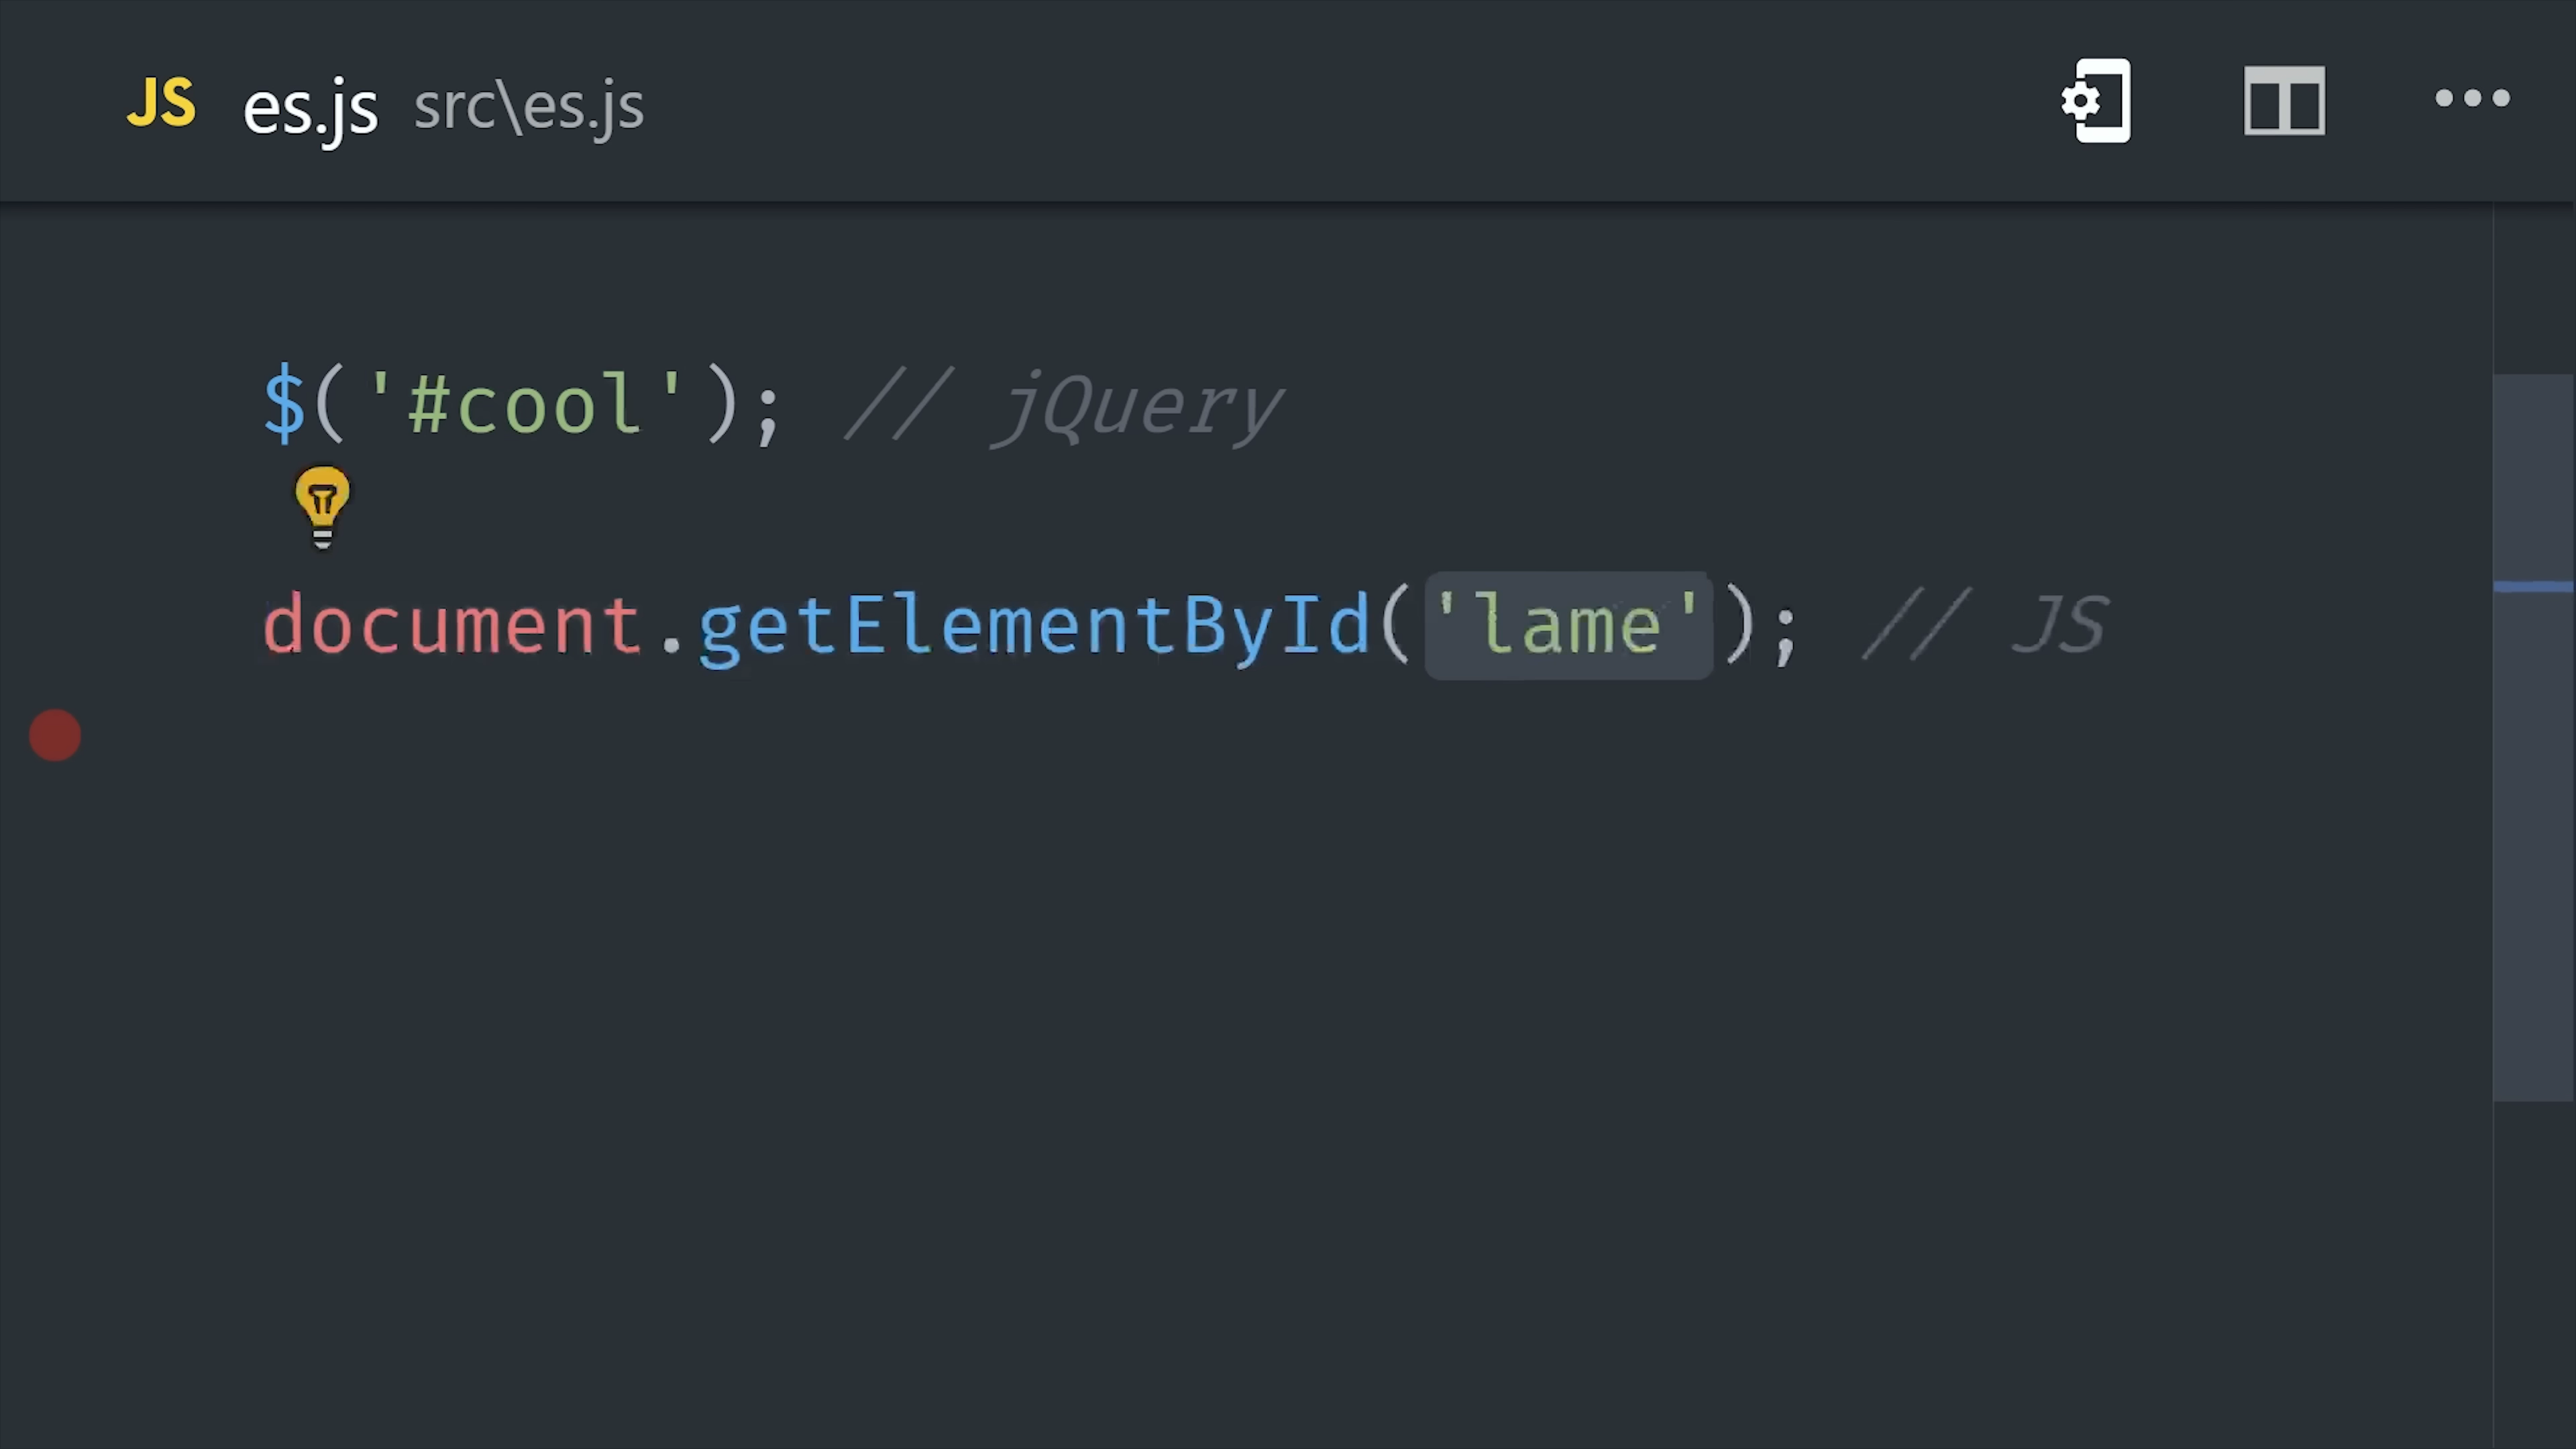 JS es.js src\es.js
$('#cool'); // jQuery
document.getElementById('lame'); // JS